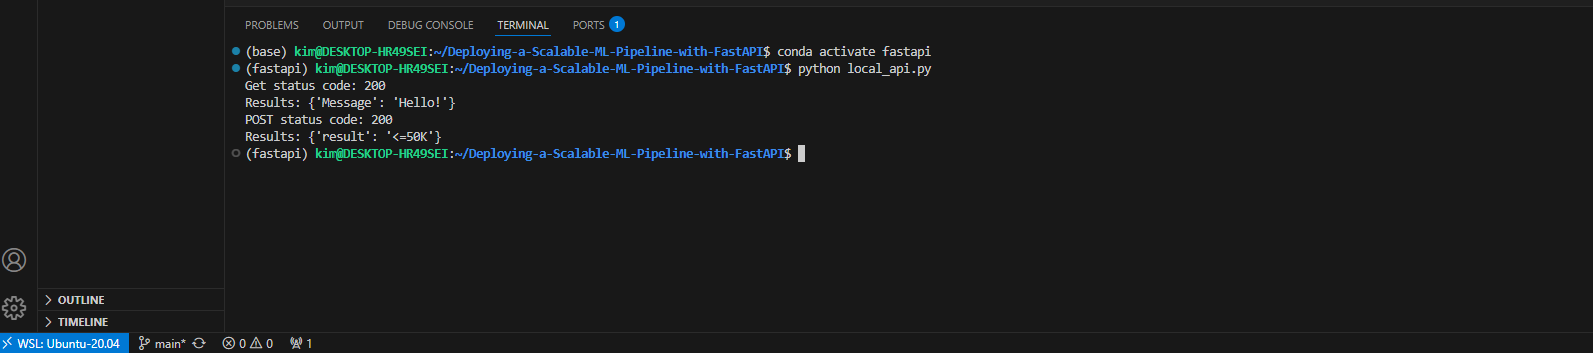 PROBLEMS OUTPUT DEBUG CONSOLE TERMINAL PORTS 1
(base) kim@DESKTOP-HR49SEI:~/Deploying-a-Scalable-ML-Pipeline-with-FastAPI$ conda activate fastapi
(fastapi) kim@DESKTOP-HR49SEI:~/Deploying-a-Scalable-ML-Pipeline-with-FastAPI$ python local_api.py
Get status code: 200
Results: {'Message': 'Hello!'}
POST status code: 200
Results: {'result': '<=50K'}
(fastapi) kim@DESKTOP-HR49SEI:~/Deploying-a-Scalable-ML-Pipeline-with-FastAPI$
OUTLINE
TIMELINE
WSL: Ubuntu-20.04 main* 0 0 1